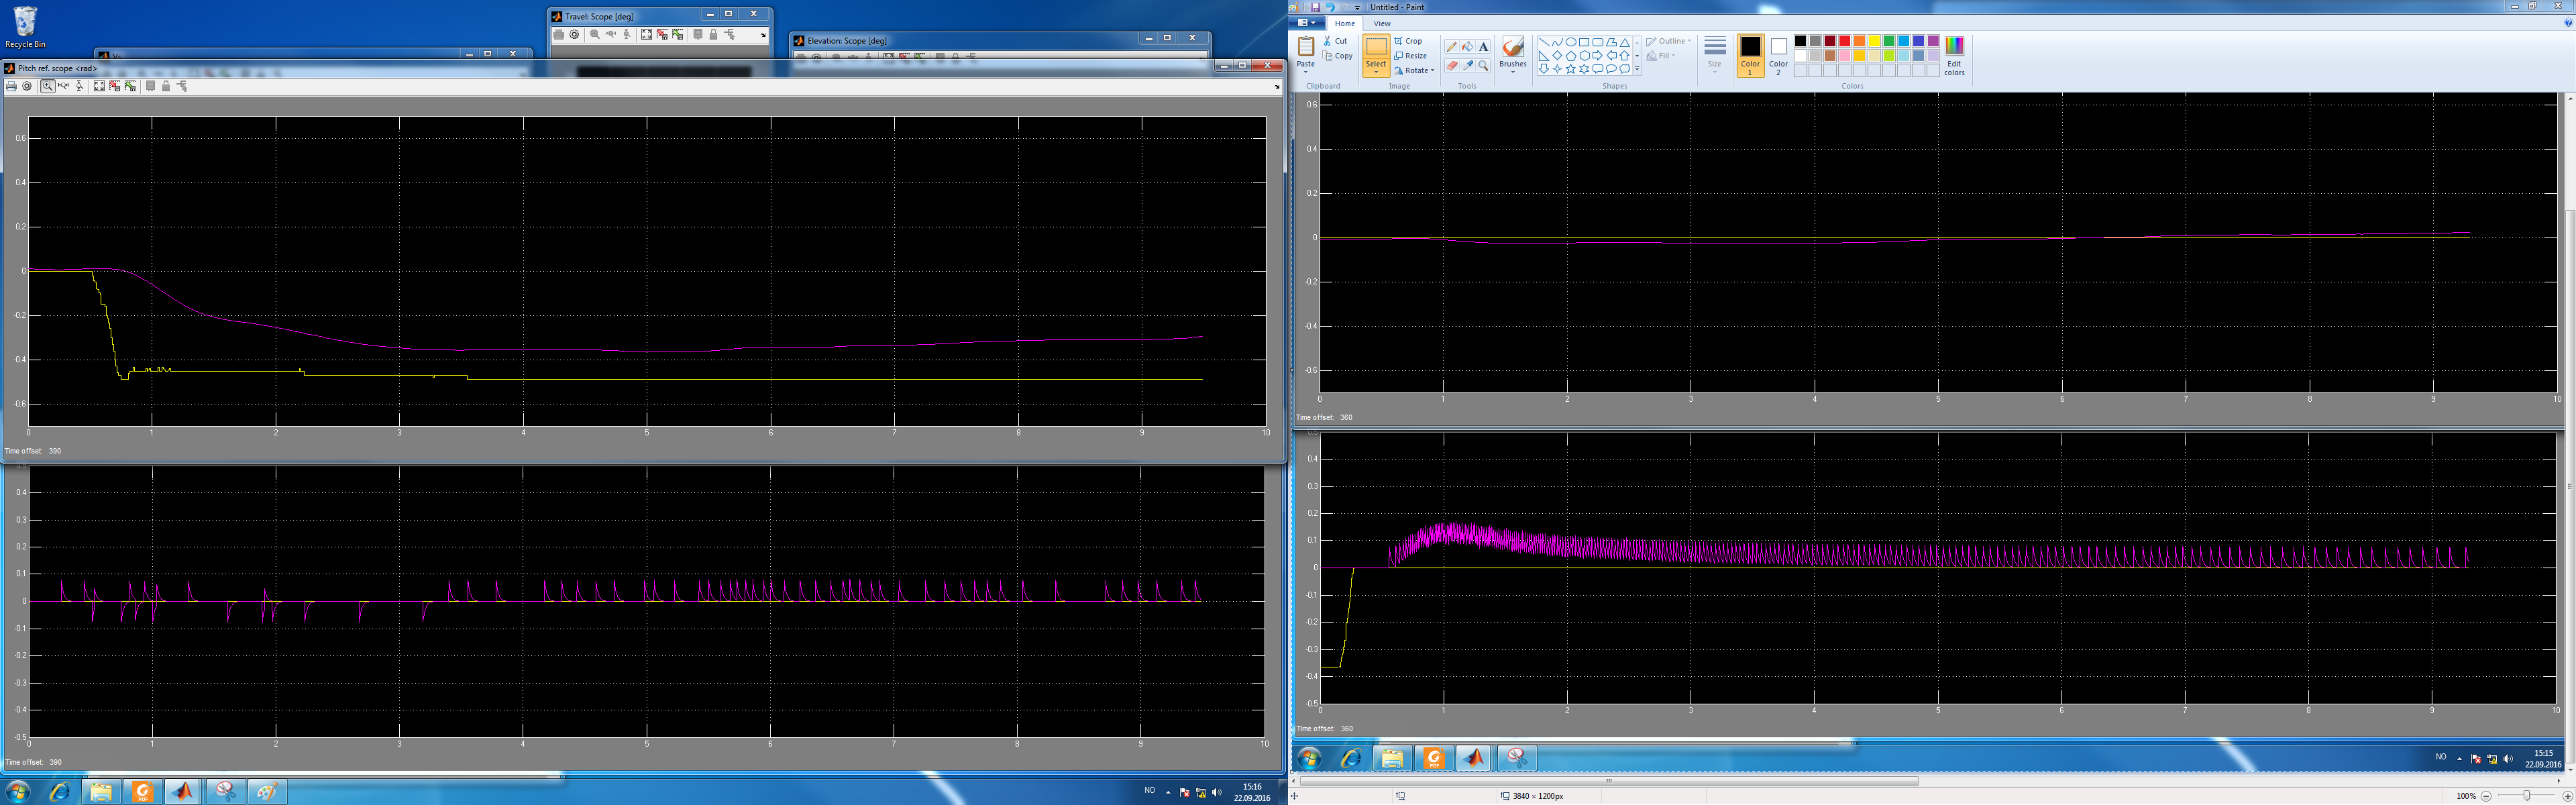 Recycle Bin
Travel: Scope [deg]
Elevation: Scope [deg]
Pitch ref. scope <rad>
0.6
0.4
0.2
0
-0.2
-0.4
-0.6
0 1 2 3 4 5 6 7 8 9 10
Time offset: 390
0.4
0.3
0.2
0.1
0
-0.1
-0.2
-0.3
-0.4
-0.5
0 1 2 3 4 5 6 7 8 9 10
Time offset: 390
NO
15:16
22.09.2016
Untitled - Paint
Home View
Paste
Cut
Copy
Clipboard
Select
Crop
Resize
Rotate
Image
A
Tools
Brushes
Outline
Fill
Shapes
Size
Color 1
Color 2
Edit colors
Colors
0.6
0.4
0.2
0
-0.2
-0.4
-0.6
0 1 2 3 4 5 6 7 8 9 10
Time offset: 360
0.4
0.3
0.2
0.1
0
-0.1
-0.2
-0.3
-0.4
-0.5
0 1 2 3 4 5 6 7 8 9 10
Time offset: 360
NO
15:15
22.09.2016
3840 × 1200px
100%